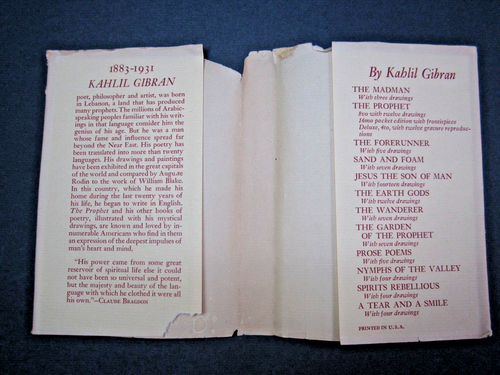 1883-1931
KAHLIL GIBRAN
poet, philosopher and artist, was born
in Lebanon, a land that has produced
many prophets. The millions of Arabic-
speaking peoples familiar with his writ-
ings in that language consider him the
genius of his age. But he was a man
whose fame and influence spread far
beyond the Near East. His poetry has
been translated into more than twenty
languages. His drawings and paintings
have been exhibited in the great capitals
of the world and compared by Auguste
Rodin to the work of William Blake.
In this country, which he made his
home during the last twenty years of
his life, he began to write in English.
The Prophet and his other books of
poetry, illustrated with his mystical
drawings, are known and loved by in-
numerable Americans who find in them
an expression of the deepest impulses of
man's heart and mind.
"His power came from some great
reservoir of spiritual life else it could
not have been so universal and potent,
but the majesty and beauty of the lan-
guage with which he clothed it were all
his own."—CLAUDE BRAGDON
By Kahlil Gibran
THE MADMAN
With three drawings
THE PROPHET
8vo with twelve drawings
16mo pocket edition with frontispiece
Deluxe, 4to, with twelve gravure reproduc-
tions
THE FORERUNNER
With five drawings
SAND AND FOAM
With seven drawings
JESUS THE SON OF MAN
With fourteen drawings
THE EARTH GODS
With twelve drawings
THE WANDERER
With seven drawings
THE GARDEN
OF THE PROPHET
With seven drawings
PROSE POEMS
With five drawings
NYMPHS OF THE VALLEY
With four drawings
SPIRITS REBELLIOUS
With four drawings
A TEAR AND A SMILE
With four drawings
PRINTED IN U.S.A.